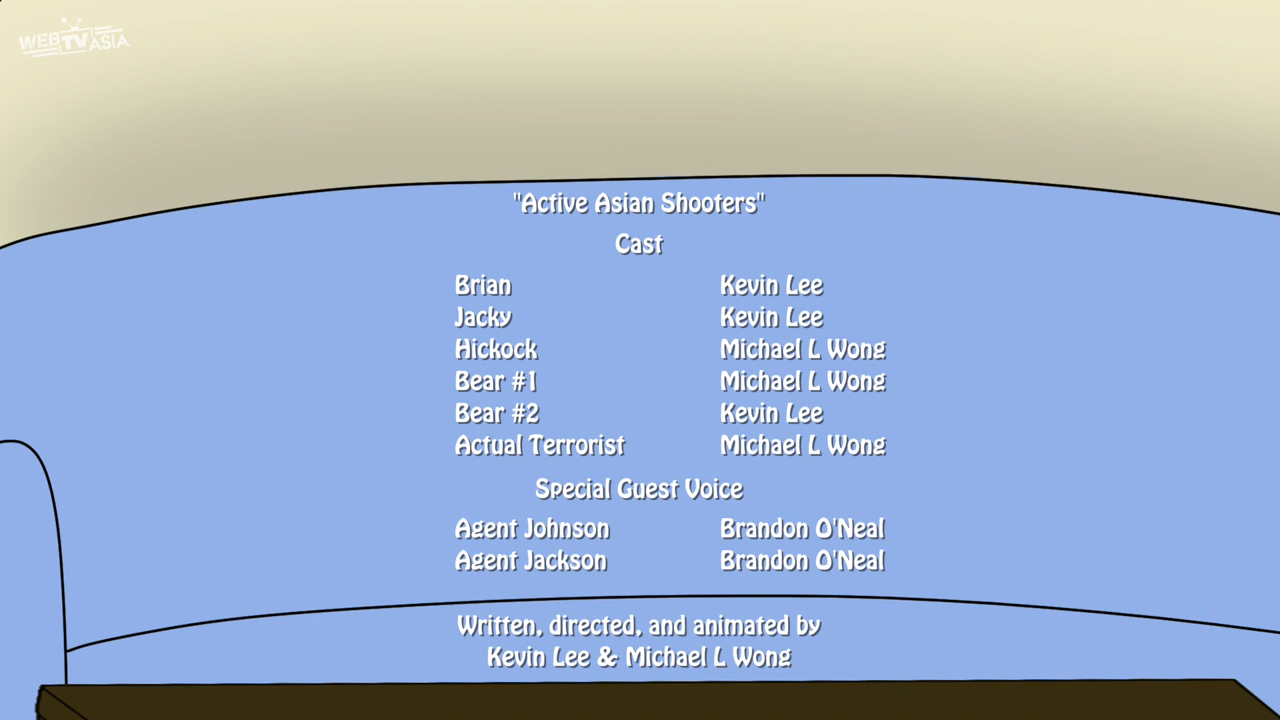 WEBTVASIA
"Active Asian Shooters"
Cast
Brian Kevin Lee
Jacky Kevin Lee
Hickock Michael L Wong
Bear #1 Michael L Wong
Bear #2 Kevin Lee
Actual Terrorist Michael L Wong
Special Guest Voice
Agent Johnson Brandon O'Neal
Agent Jackson Brandon O'Neal
Written, directed, and animated by
Kevin Lee & Michael L Wong